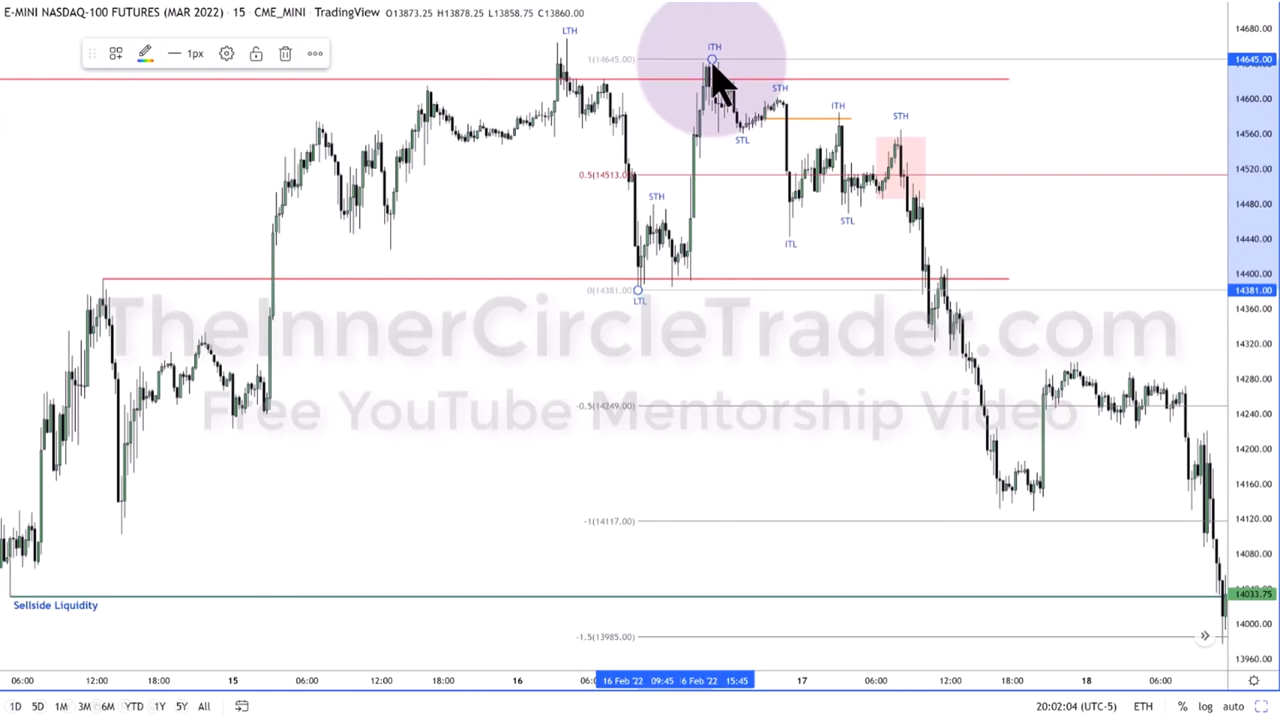 E-MINI NASDAQ-100 FUTURES (MAR 2022) · 15 · CME_MINI · TradingView O13873.25 H13878.25 L13858.75 C13860.00
1px
LTH
ITH
STH
ITH
STH
STL
STH
STL
ITL
LTL
1(14645.00)
0.5(14513.00)
0(14381.00)
-0.5(14249.00)
-1(14117.00)
-1.5(13985.00)
TheInnerCircleTrader.com
Free YouTube Mentorship Video
Sellside Liquidity
14680.00
14645.00
14600.00
14560.00
14520.00
14480.00
14440.00
14400.00
14381.00
14360.00
14320.00
14280.00
14240.00
14200.00
14160.00
14120.00
14080.00
14033.75
14000.00
13960.00
06:00 12:00 18:00 15 06:00 12:00 18:00 16 16 Feb '22 09:45 6 Feb '22 15:45 17 06:00 12:00 18:00 18 06:00
1D 5D 1M 3M 6M YTD 1Y 5Y All 20:02:04 (UTC-5) ETH % log auto